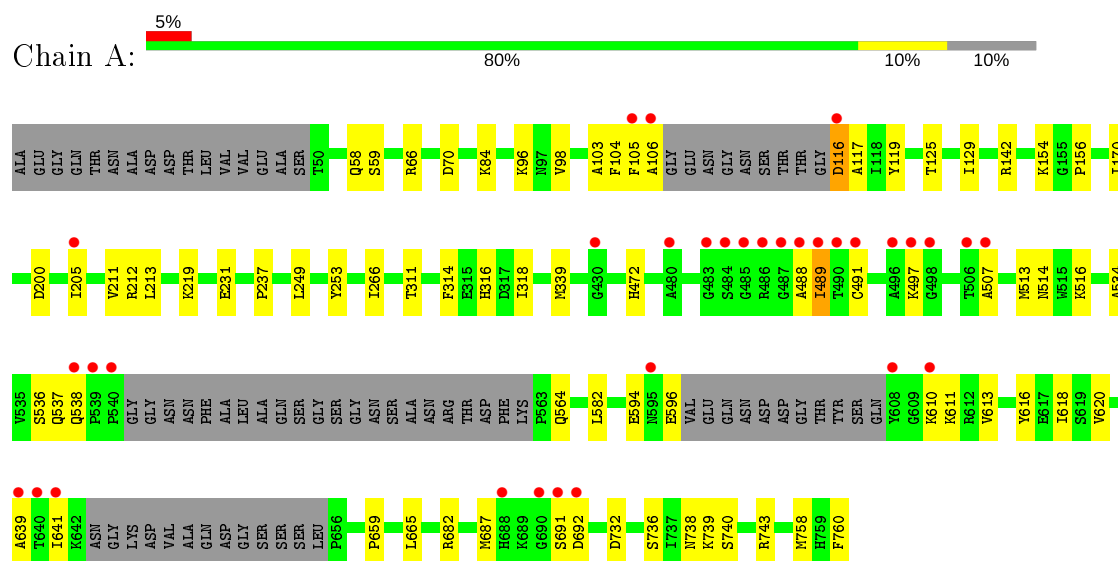 5%
Chain A:
80% 10% 10%
ALA GLU GLY GLN THR ASN ALA ASP ASP THR LEU VAL VAL GLU ALA SER T50 Q58 S59 R66 D70 K84 K96 N97 V98 A103 F104 F105 A106 GLY GLU ASN GLY ASN SER THR THR GLY D116 A117 I118 Y119 T125 I129 R142 K154 G155 P156 I170
D200 I205 V211 R212 L213 K219 E231 P237 L249 Y253 I266 T311 F314 E315 H316 D317 I318 M339 G430 H472 A480 G483 S484 G485 R486 G487 A488 I489 T490 C491 A496 K497 G498 T506 A507 M513 N514 W515 K516 A534
V535 S536 Q537 Q538 P539 P540 GLY GLY ASN ASN PHE ALA LEU ALA GLN SER GLY SER GLY ASN SER ALA ASN ARG THR ASP PHE LYS P563 Q564 L582 E594 N595 E596 VAL GLU GLN ASN ASP ASP GLY THR TYR SER GLN Y608 G609 K610 K611 R612 V613 Y616 E617 I618 S619 V620
A639 T640 I641 K642 ASN GLY LYS ASP VAL ALA GLN ASP GLY SER SER SER LEU P656 P659 L665 R682 M687 H688 K689 G690 S691 D692 D732 S736 I737 N738 K739 S740 R743 M758 H759 F760